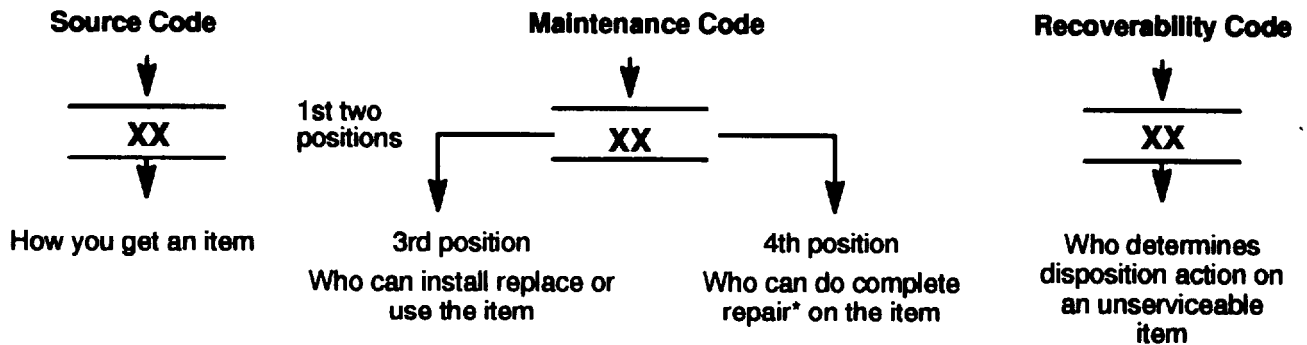 Source Code
XX
How you get an item
1st two
positions
Maintenance Code
XX
3rd position
Who can install replace or
use the item
4th position
Who can do complete
repair* on the item
Recoverability Code
XX
Who determines
disposition action on
an unserviceable
item